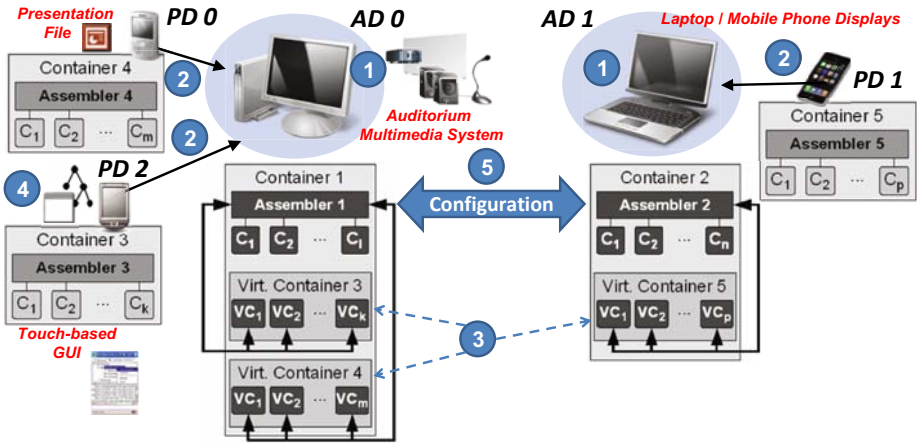 Presentation
File
PD 0
AD 0
AD 1
Laptop / Mobile Phone Displays
Container 4
Assembler 4
C1 C2 ... Cm
2
1
Auditorium
Multimedia System
1
2
PD 1
Container 5
Assembler 5
C1 C2 ... Cp
2
4
PD 2
Container 3
Assembler 3
C1 C2 ... Ck
Touch-based
GUI
Container 1
Assembler 1
C1 C2 ... Cl
Virt. Container 3
VC1 VC2 ... VCk
Virt. Container 4
VC1 VC2 ... VCm
5
Configuration
3
Container 2
Assembler 2
C1 C2 ... Cn
Virt. Container 5
VC1 VC2 ... VCp